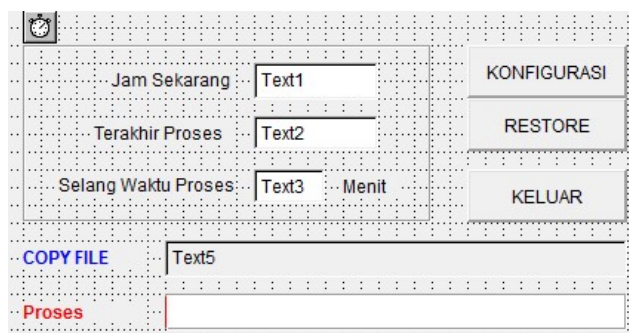 Jam Sekarang Text1 KONFIGURASI
Terakhir Proses Text2 RESTORE
Selang Waktu Proses Text3 Menit KELUAR
COPY FILE Text5
Proses